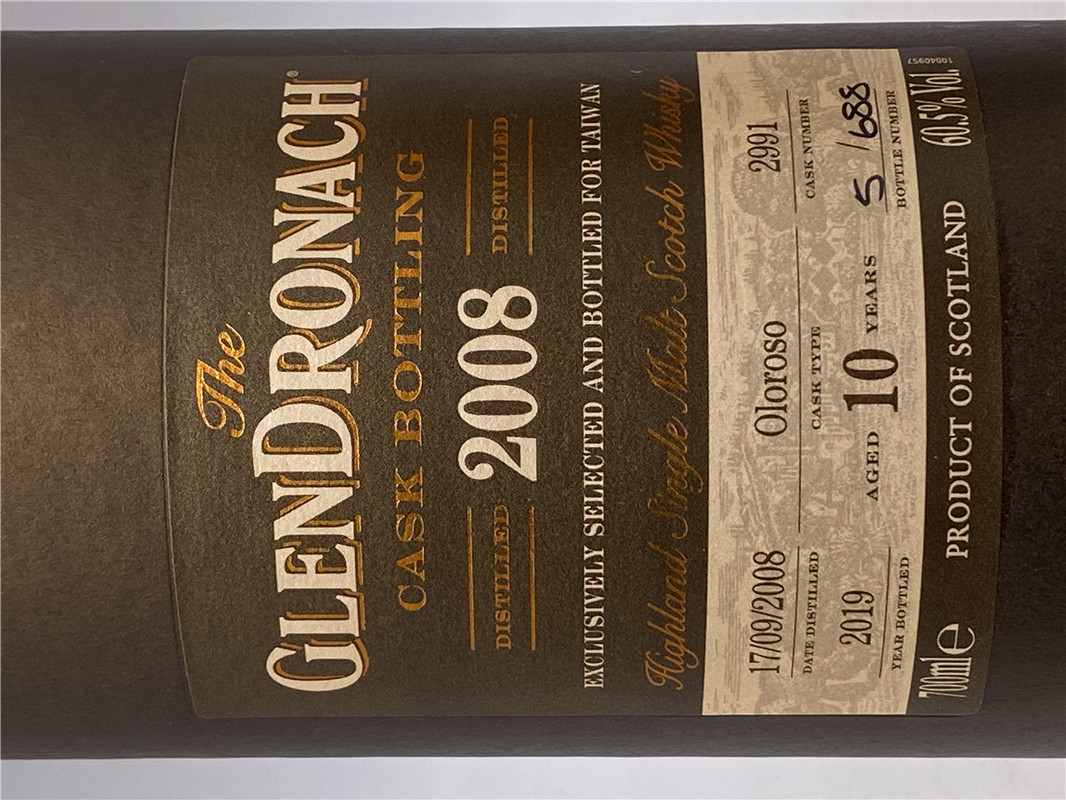 The
GLENDRONACH®
CASK BOTTLING
DISTILLED 2008 DISTILLED
EXCLUSIVELY SELECTED AND BOTTLED FOR TAIWAN
Highland Single Malt Scotch Whisky
17/09/2008 Oloroso 2991
DATE DISTILLED CASK TYPE CASK NUMBER
2019 AGED 10 YEARS 5 /688
YEAR BOTTLED BOTTLE NUMBER
10040957
700ml e PRODUCT OF SCOTLAND 60.5% Vol.